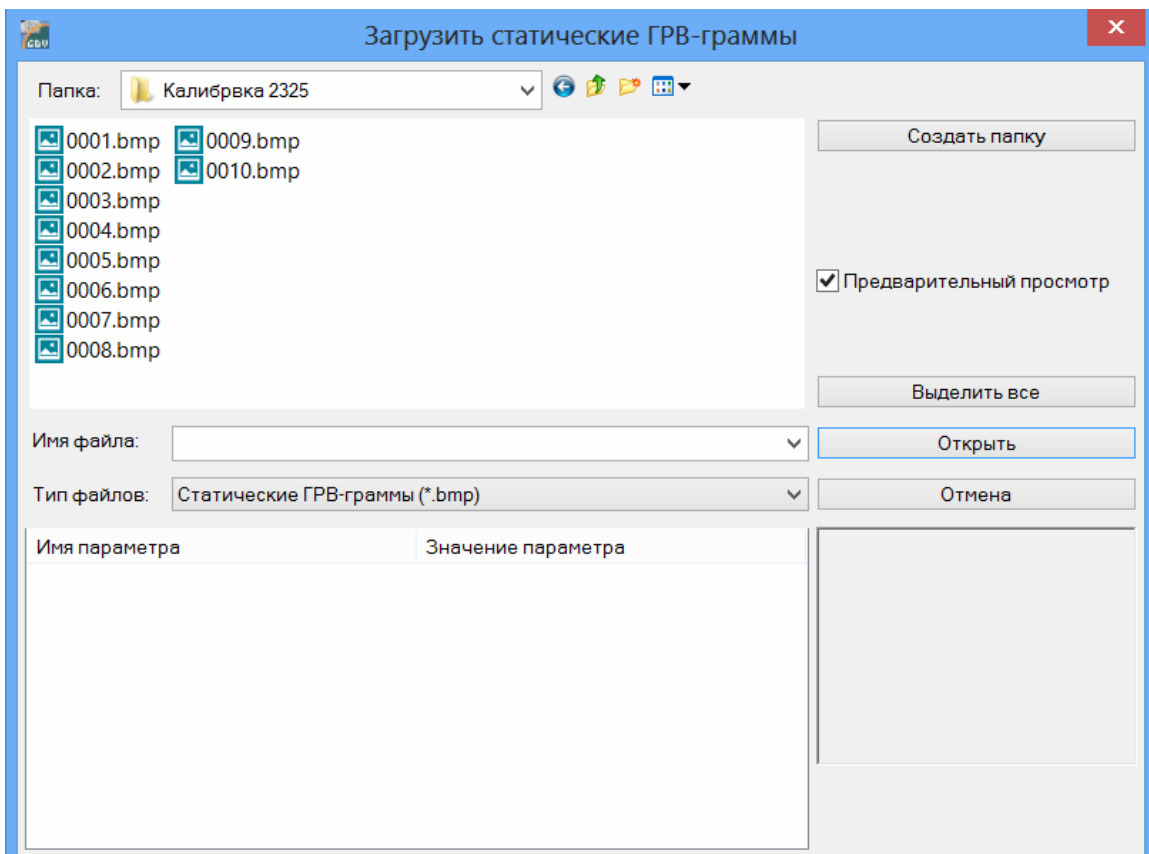 GDV
Загрузить статические ГРВ-граммы
Папка: Калибрвка 2325
0001.bmp 0009.bmp
0002.bmp 0010.bmp
0003.bmp
0004.bmp
0005.bmp
0006.bmp
0007.bmp
0008.bmp
Создать папку
Предварительный просмотр
Выделить все
Имя файла: Открыть
Тип файлов: Статические ГРВ-граммы (*.bmp) Отмена
Имя параметра Значение параметра